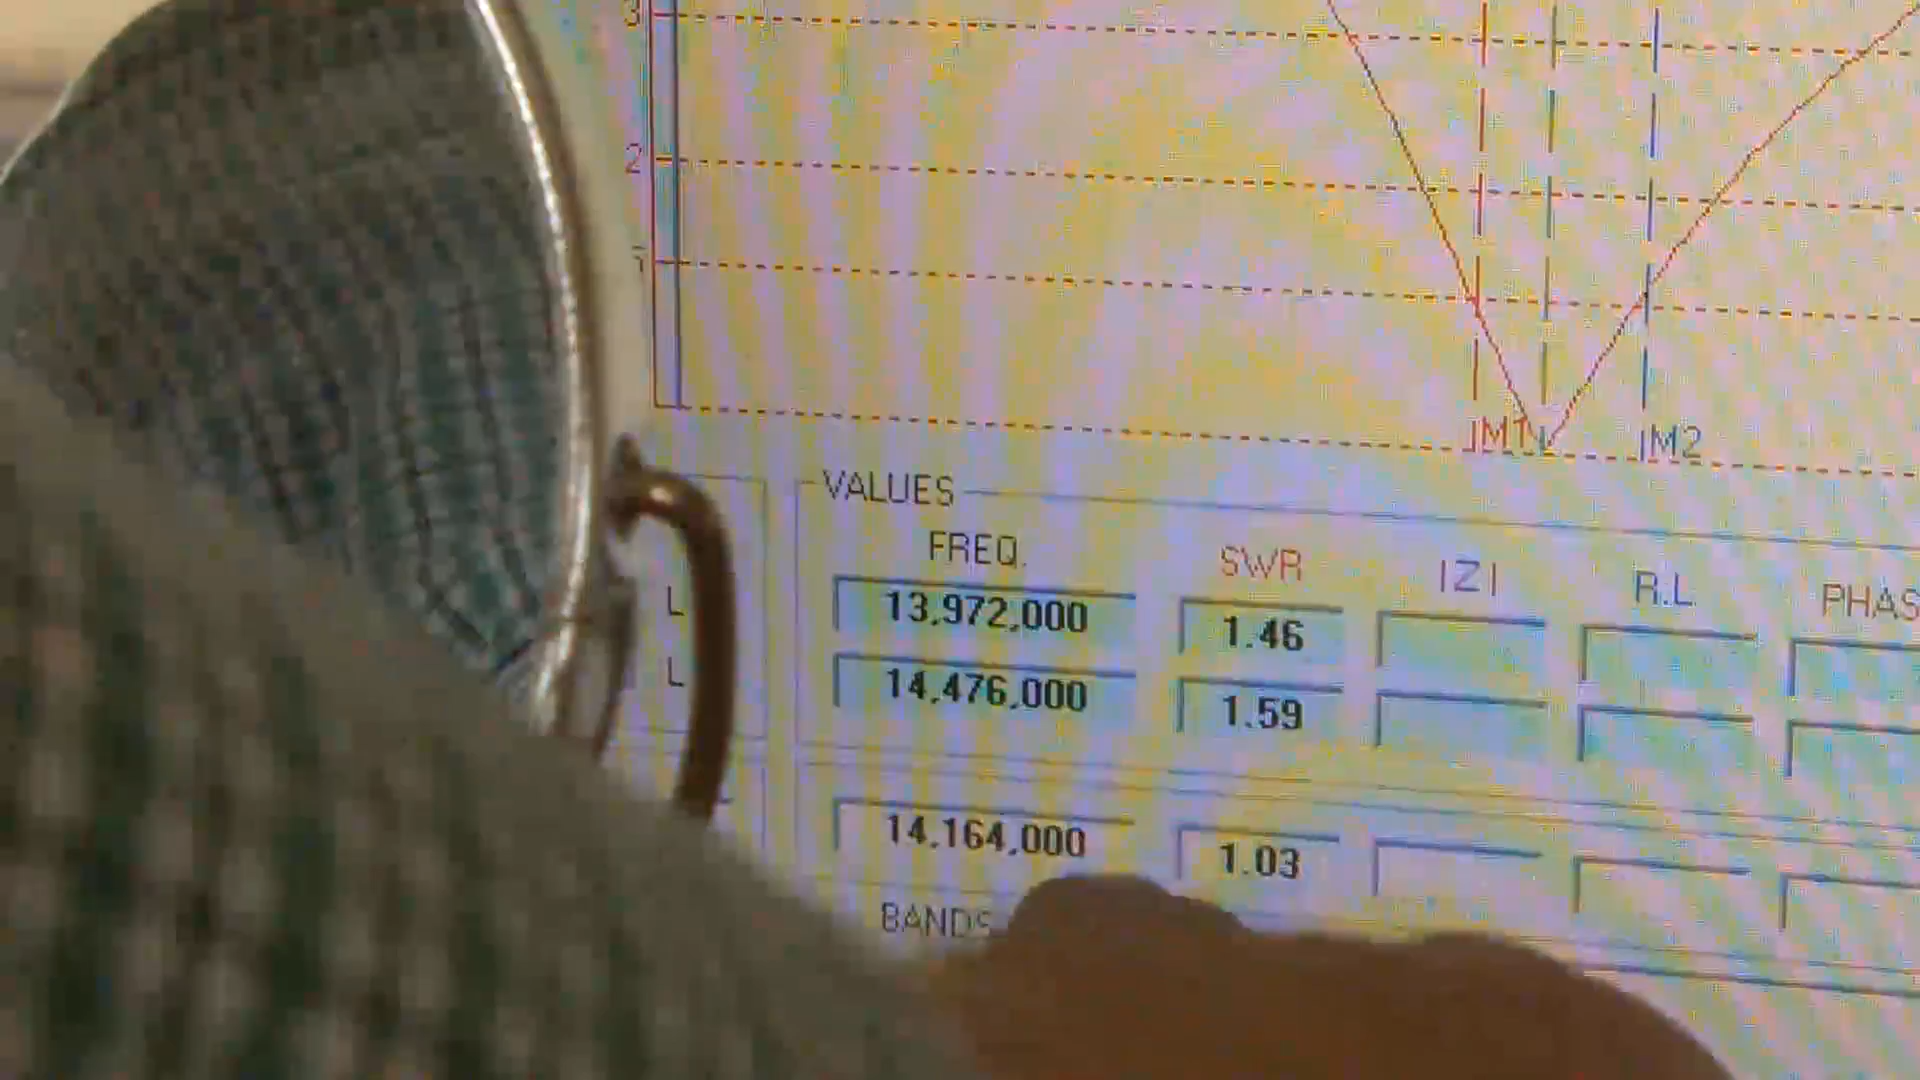 3
2
1
M1 M2
VALUES
FREQ. SWR |Z| R.L PHAS
L 13,972,000 1.46
L 14,476,000 1.59
14,164,000 1.03
BANDS